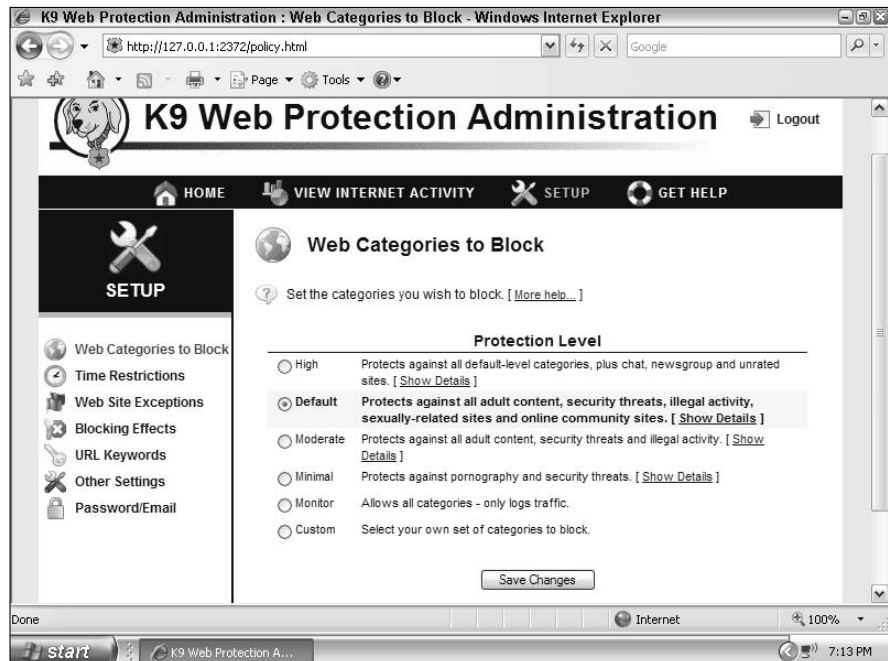 K9 Web Protection Administration : Web Categories to Block - Windows Internet Explorer
http://127.0.0.1:2372/policy.html
Google
Page
Tools
K9 Web Protection Administration
Logout
HOME
VIEW INTERNET ACTIVITY
SETUP
GET HELP
SETUP
Web Categories to Block
Time Restrictions
Web Site Exceptions
Blocking Effects
URL Keywords
Other Settings
Password/Email
Web Categories to Block
Set the categories you wish to block. [ More help... ]
Protection Level
High
Protects against all default-level categories, plus chat, newsgroup and unrated
sites. [ Show Details ]
Default
Protects against all adult content, security threats, illegal activity,
sexually-related sites and online community sites. [ Show Details ]
Moderate
Protects against all adult content, security threats and illegal activity. [ Show
Details ]
Minimal
Protects against pornography and security threats. [ Show Details ]
Monitor
Allows all categories - only logs traffic.
Custom
Select your own set of categories to block.
Save Changes
Done
Internet
100%
start
K9 Web Protection A...
7:13 PM